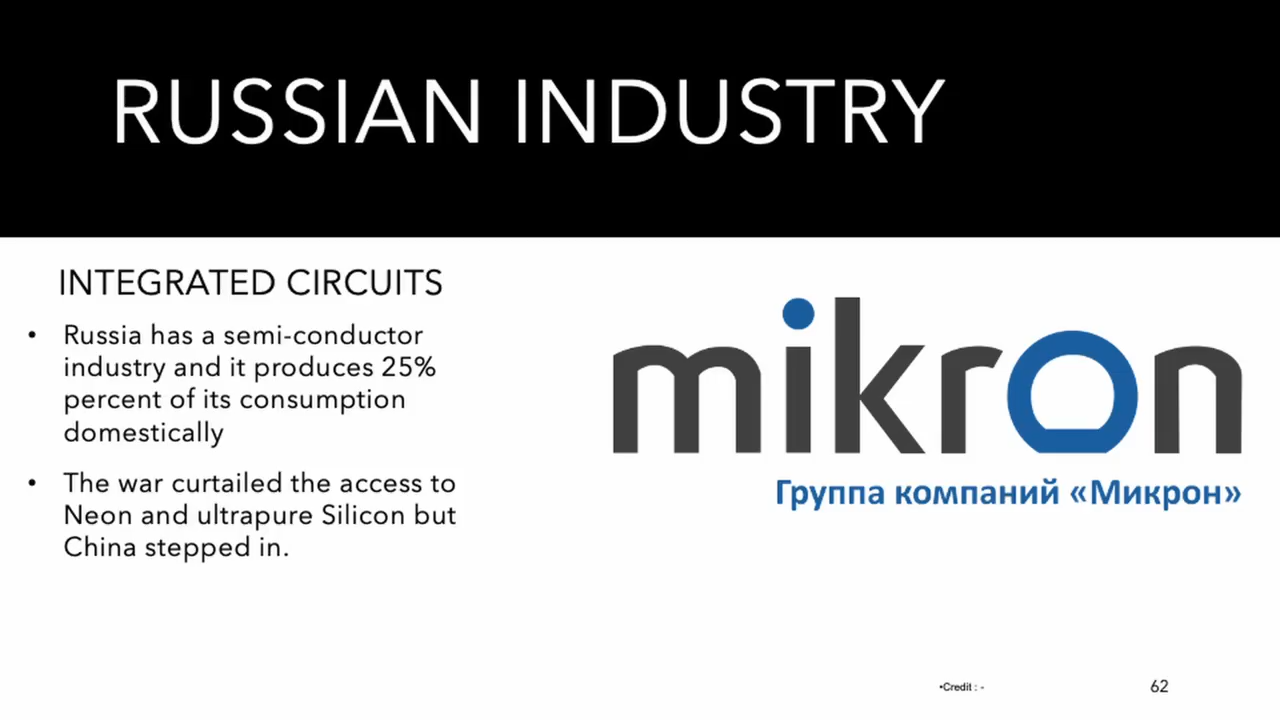 RUSSIAN INDUSTRY
INTEGRATED CIRCUITS
• Russia has a semi-conductor
industry and it produces 25%
percent of its consumption
domestically
• The war curtailed the access to
Neon and ultrapure Silicon but
China stepped in.
mikron
Группа компаний «Микрон»
•Credit : -
62